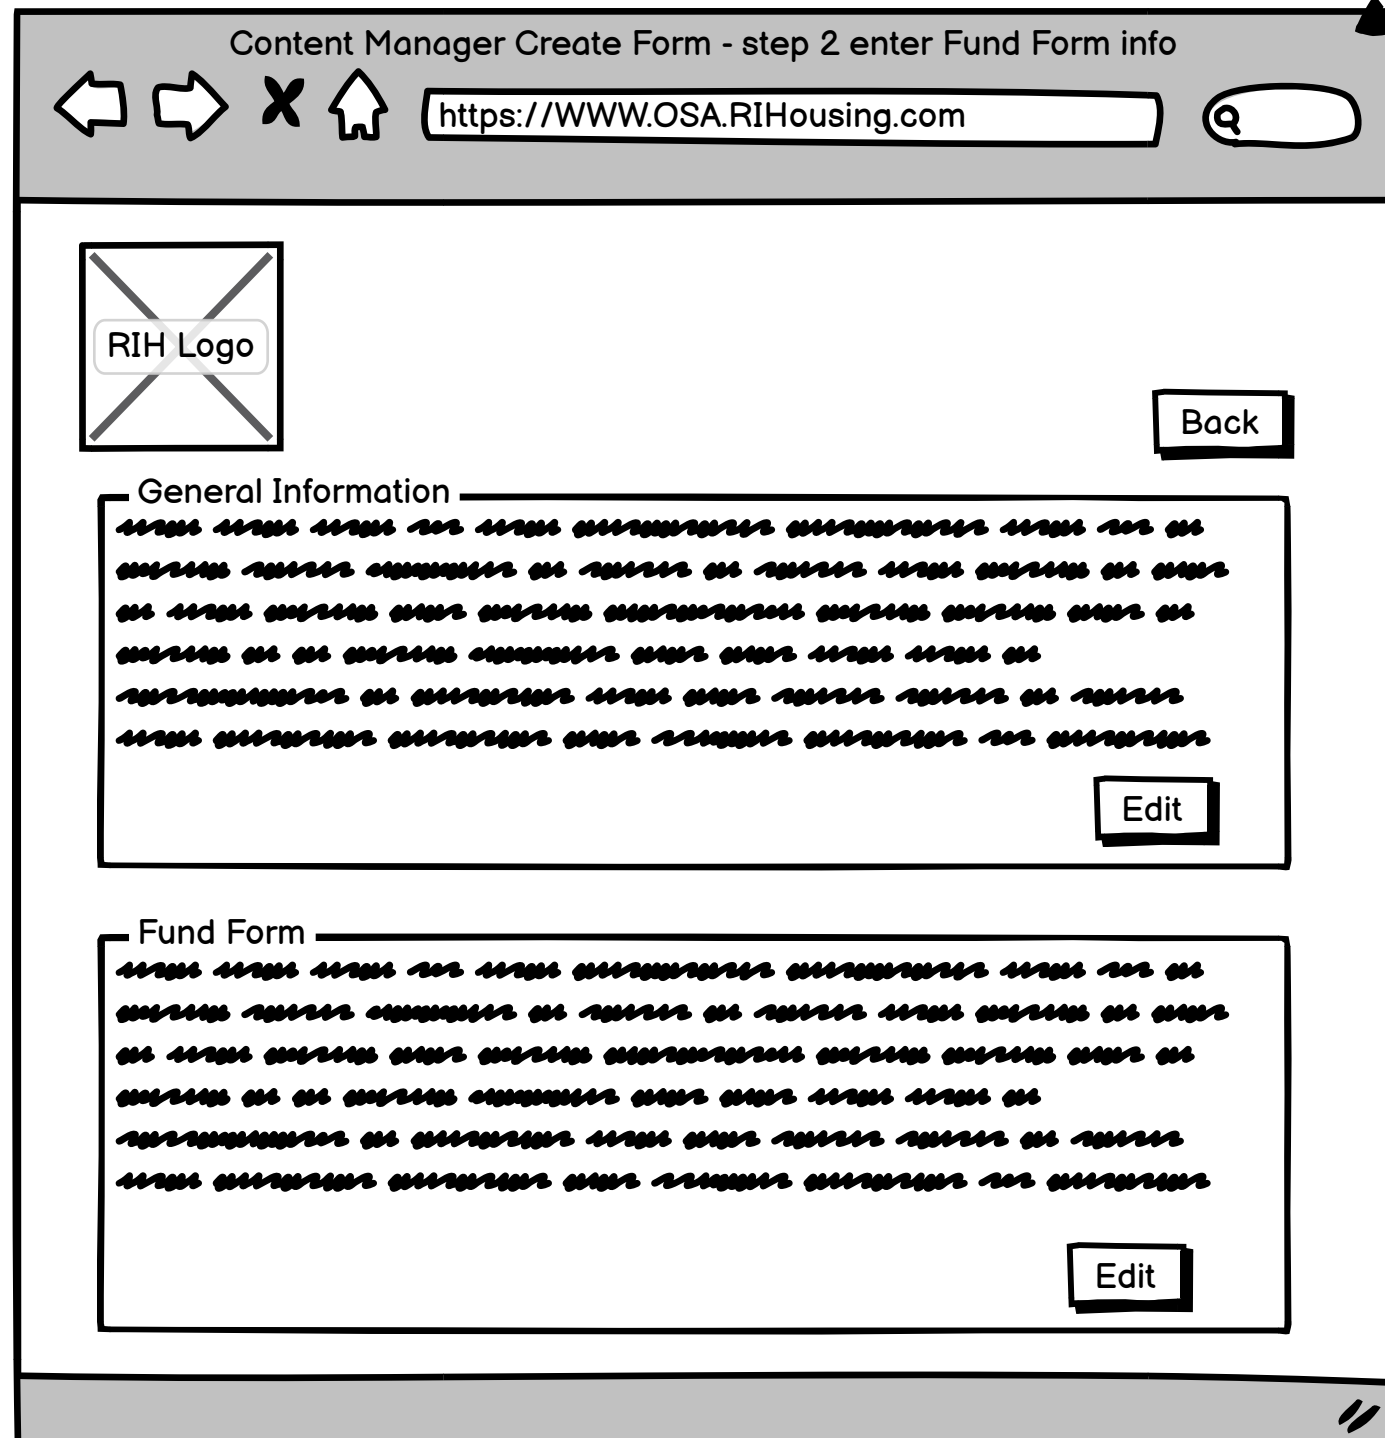 Content Manager Create Form - step 2 enter Fund Form info
https://WWW.OSA.RIHousing.com
RIH Logo
Back
General Information
Edit
Fund Form
Edit